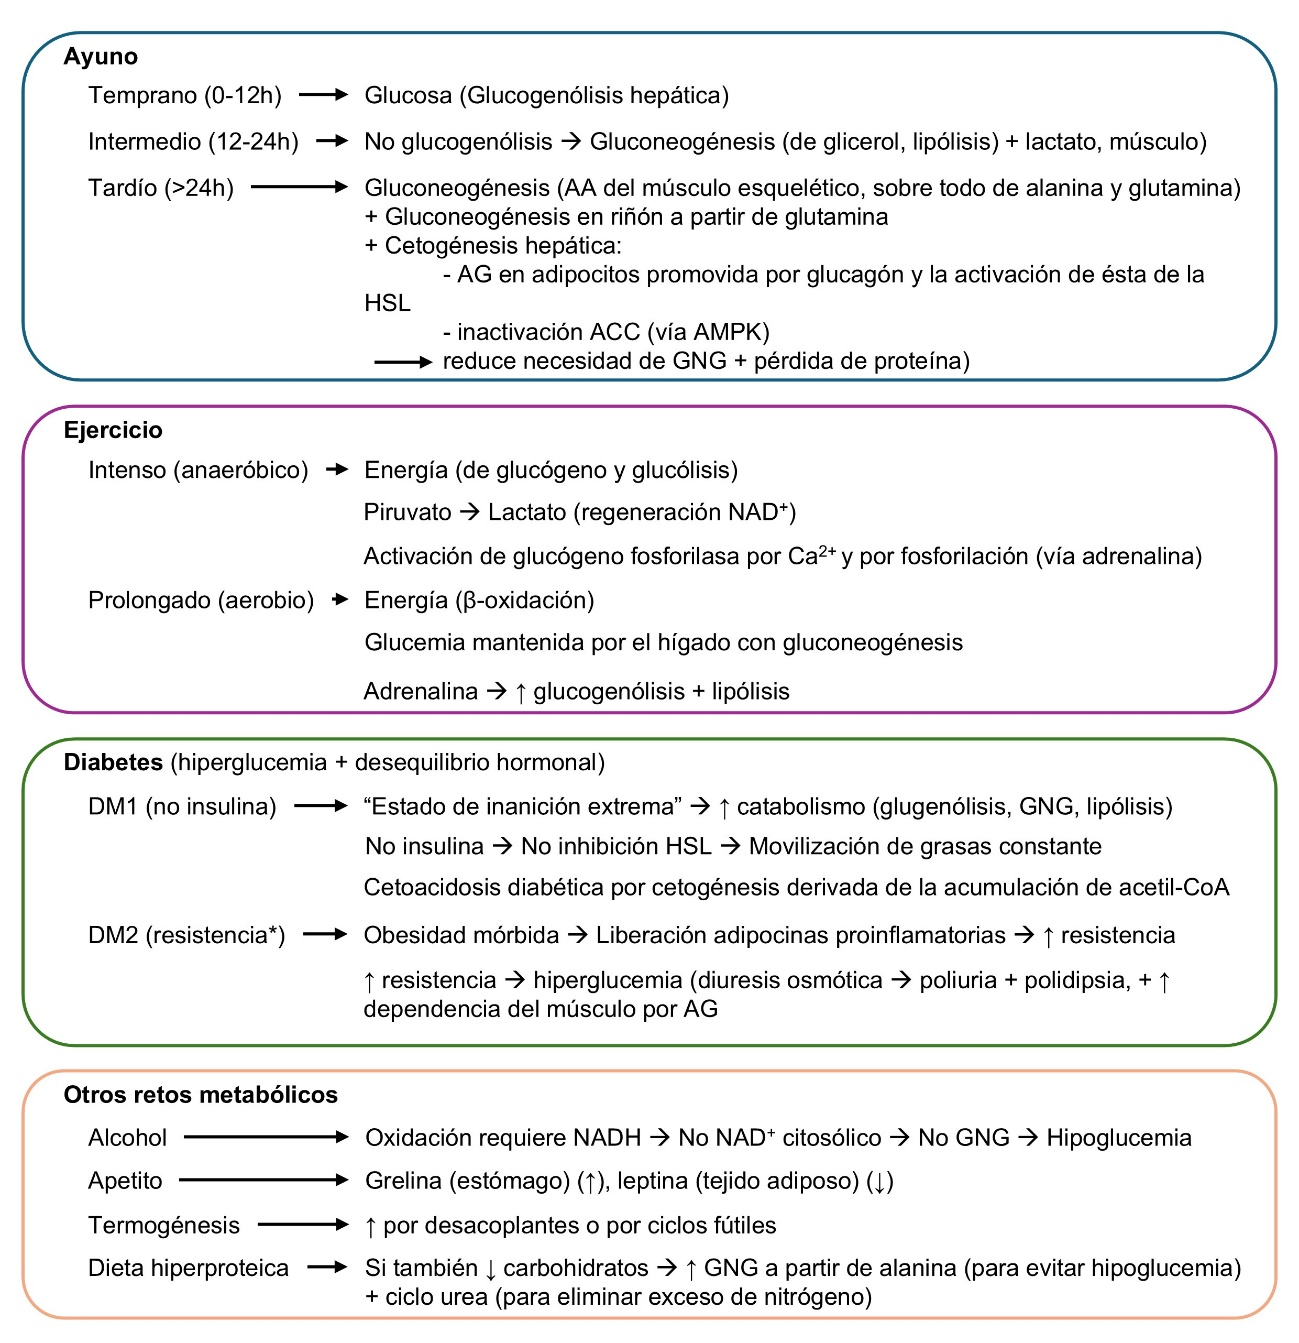 Ayuno
Temprano (0-12h) → Glucosa (Glucogenólisis hepática)
Intermedio (12-24h) → No glucogenólisis → Gluconeogénesis (de glicerol, lipólisis) + lactato, músculo)
Tardío (>24h) → Gluconeogénesis (AA del músculo esquelético, sobre todo de alanina y glutamina)
+ Gluconeogénesis en riñón a partir de glutamina
+ Cetogénesis hepática:
- AG en adipocitos promovida por glucagón y la activación de ésta de la
HSL
- inactivación ACC (vía AMPK)
→ reduce necesidad de GNG + pérdida de proteína)
Ejercicio
Intenso (anaeróbico) → Energía (de glucógeno y glucólisis)
Piruvato → Lactato (regeneración NAD⁺)
Activación de glucógeno fosforilasa por Ca²⁺ y por fosforilación (vía adrenalina)
Prolongado (aerobio) → Energía (β-oxidación)
Glucemia mantenida por el hígado con gluconeogénesis
Adrenalina → ↑ glucogenólisis + lipólisis
Diabetes (hiperglucemia + desequilibrio hormonal)
DM1 (no insulina) → “Estado de inanición extrema” → ↑ catabolismo (glugenólisis, GNG, lipólisis)
No insulina → No inhibición HSL → Movilización de grasas constante
Cetoacidosis diabética por cetogénesis derivada de la acumulación de acetil-CoA
DM2 (resistencia*) → Obesidad mórbida → Liberación adipocinas proinflamatorias → ↑ resistencia
↑ resistencia → hiperglucemia (diuresis osmótica → poliuria + polidipsia, + ↑
dependencia del músculo por AG
Otros retos metabólicos
Alcohol → Oxidación requiere NADH → No NAD⁺ citosólico → No GNG → Hipoglucemia
Apetito → Grelina (estómago) (↑), leptina (tejido adiposo) (↓)
Termogénesis → ↑ por desacoplantes o por ciclos fútiles
Dieta hiperproteica → Si también ↓ carbohidratos → ↑ GNG a partir de alanina (para evitar hipoglucemia)
+ ciclo urea (para eliminar exceso de nitrógeno)